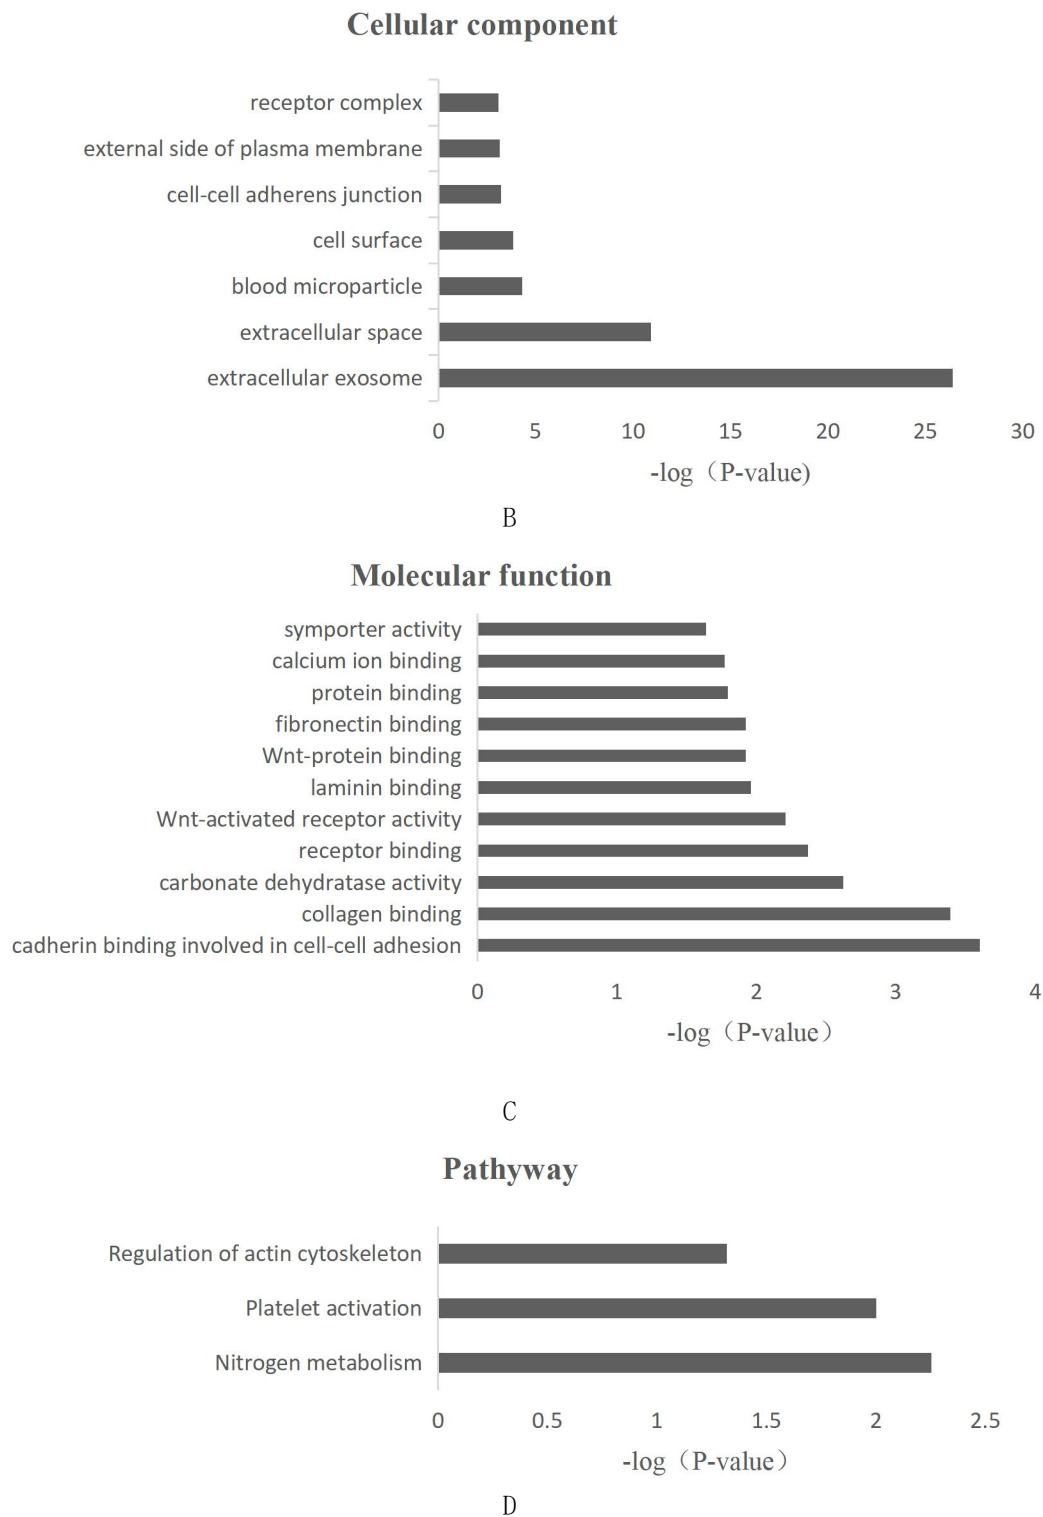 Cellular component
receptor complex
external side of plasma membrane
cell-cell adherens junction
cell surface
blood microparticle
extracellular space
extracellular exosome
0 5 10 15 20 25 30
-log（P-value)
B
Molecular function
symporter activity
calcium ion binding
protein binding
fibronectin binding
Wnt-protein binding
laminin binding
Wnt-activated receptor activity
receptor binding
carbonate dehydratase activity
collagen binding
cadherin binding involved in cell-cell adhesion
0 1 2 3 4
-log（P-value）
C
Pathyway
Regulation of actin cytoskeleton
Platelet activation
Nitrogen metabolism
0 0.5 1 1.5 2 2.5
-log（P-value）
D